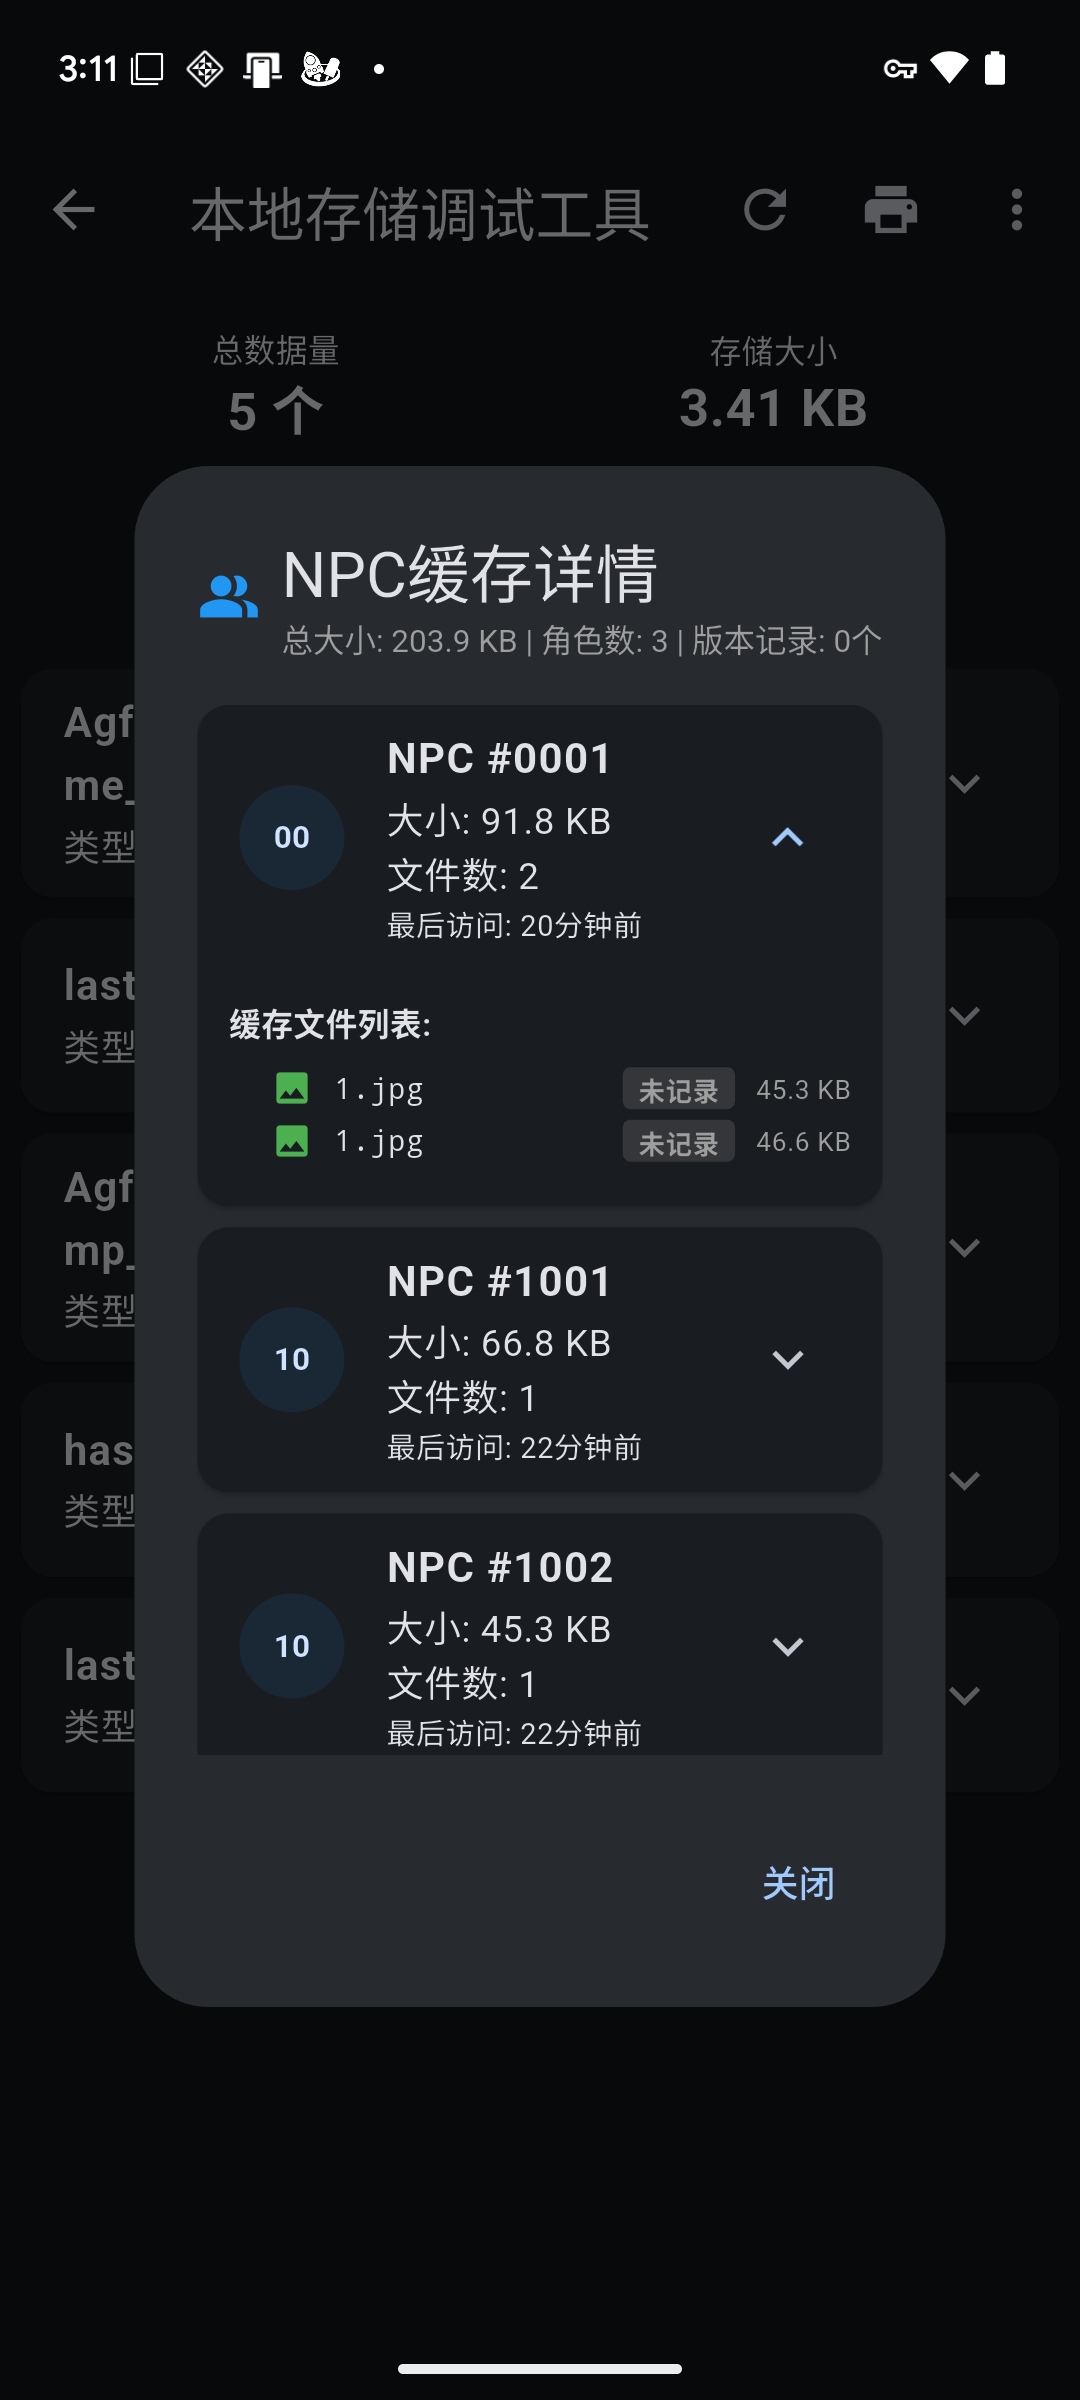 3:11
本地存储调试工具
总数据量
5 个
存储大小
3.41 KB
NPC缓存详情
总大小: 203.9 KB | 角色数: 3 | 版本记录: 0个
Agf
me_
类型
last
类型
Agf
mp_
类型
has
类型
last
类型
00
NPC #0001
大小: 91.8 KB
文件数: 2
最后访问: 20分钟前
缓存文件列表:
1.jpg 未记录 45.3 KB
1.jpg 未记录 46.6 KB
10
NPC #1001
大小: 66.8 KB
文件数: 1
最后访问: 22分钟前
10
NPC #1002
大小: 45.3 KB
文件数: 1
最后访问: 22分钟前
关闭